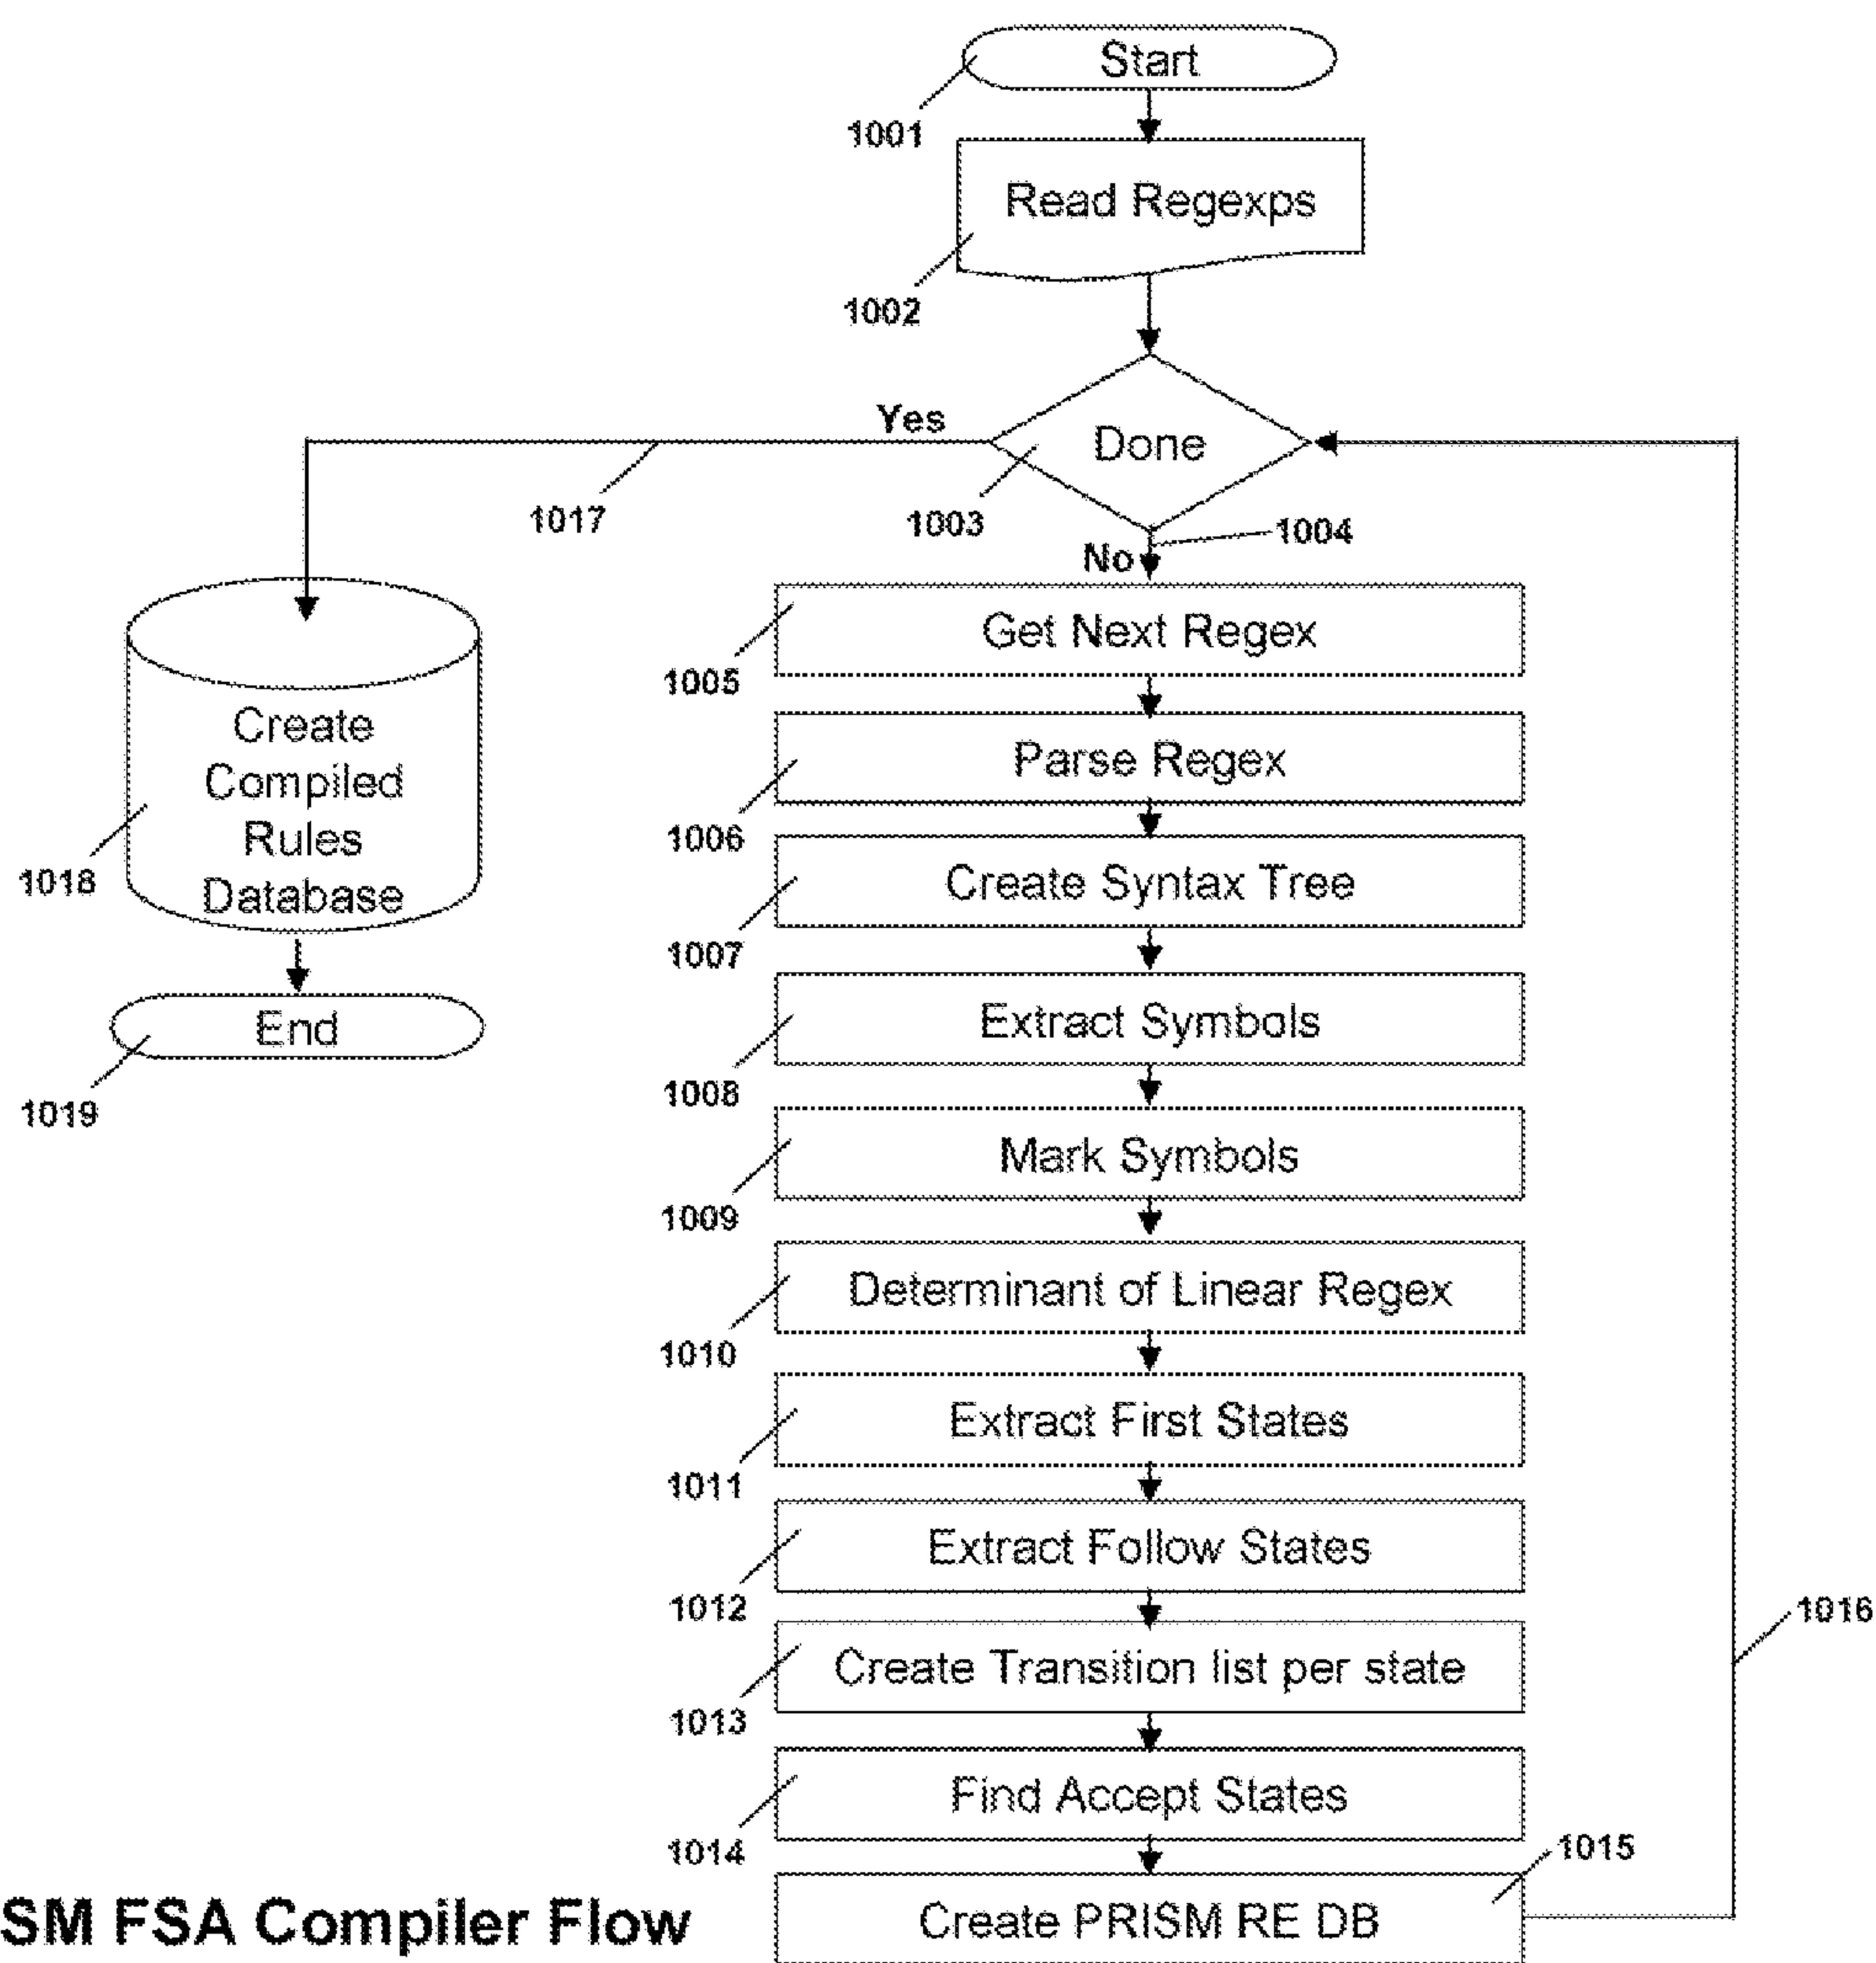 Start
1001
Read Regexps
1002
Yes
Done
1017
1003
1004
No
Get Next Regex
1005
Parse Regex
1006
Create Syntax Tree
1007
Extract Symbols
1008
Mark Symbols
1009
Determinant of Linear Regex
1010
Extract First States
1011
Extract Follow States
1012
Create Transition list per state
1013
Find Accept States
1014
Create PRISM RE DB
1015
1016
Create
Compiled
Rules
Database
1018
End
1019
SM FSA Compiler Flow